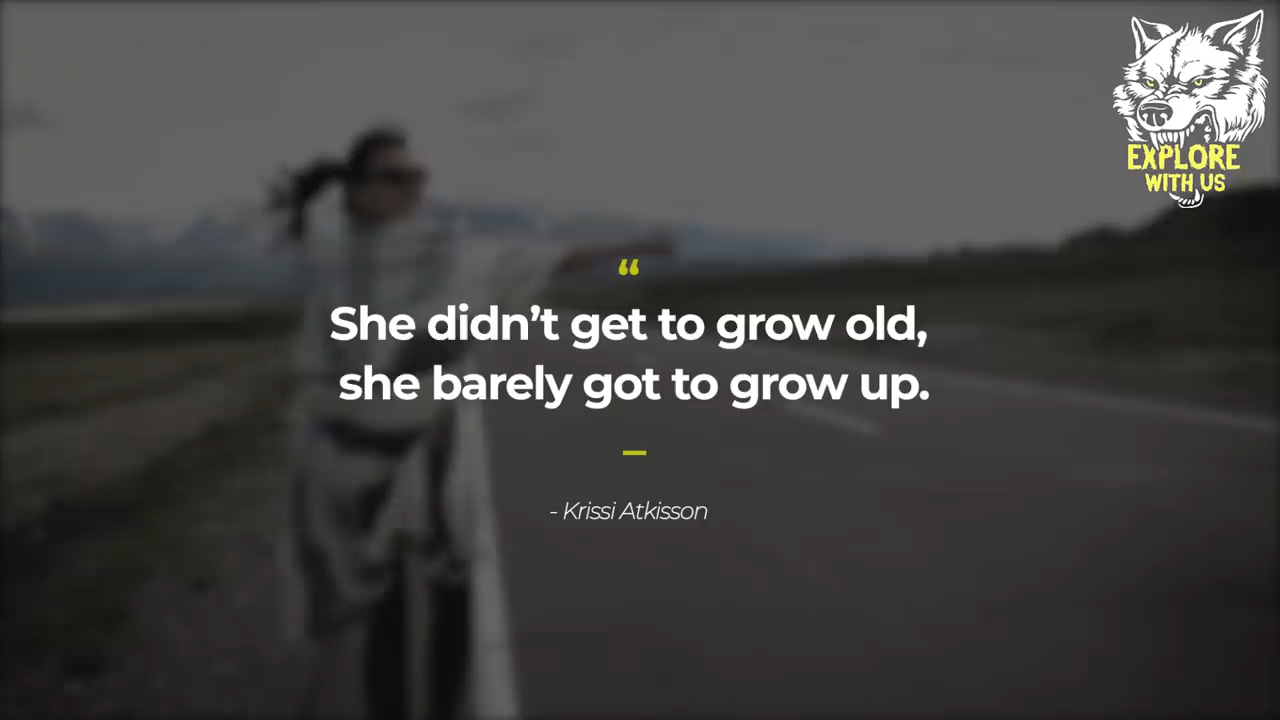 EXPLORE
WITH US
“
She didn’t get to grow old,
she barely got to grow up.
- Krissi Atkisson